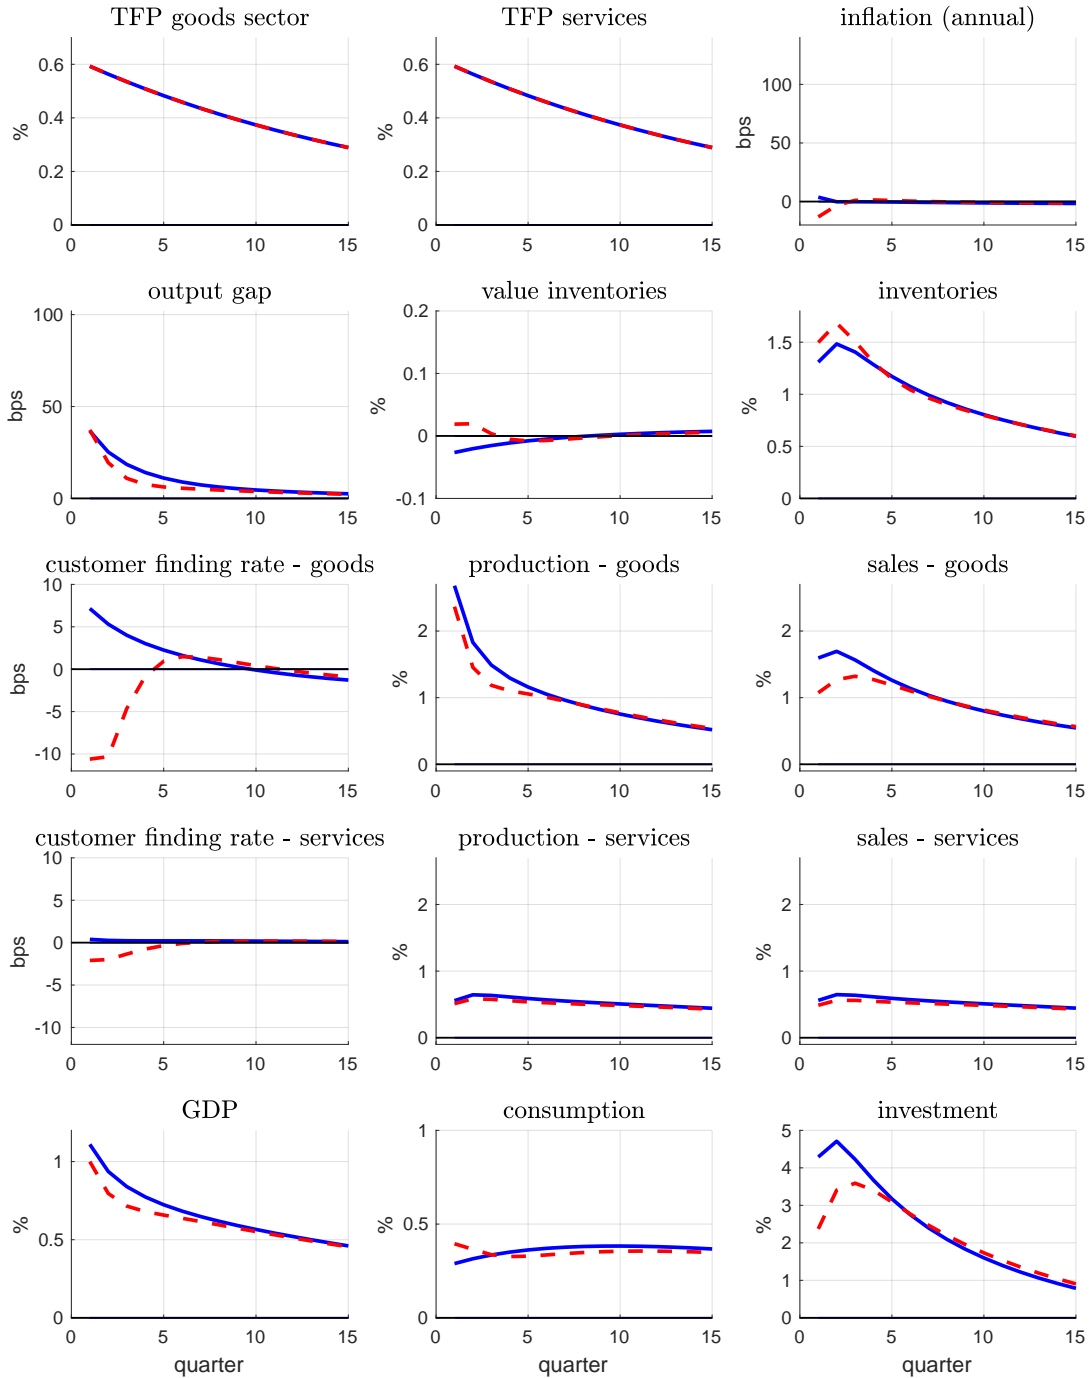 TFP goods sector
0.6
0.4
0.2
0
%
0 5 10 15
TFP services
0.6
0.4
0.2
0
%
0 5 10 15
inflation (annual)
100
50
0
bps
0 5 10 15
output gap
100
50
0
bps
0 5 10 15
value inventories
0.2
0.1
0
-0.1
%
0 5 10 15
inventories
1.5
1
0.5
0
%
0 5 10 15
customer finding rate - goods
10
5
0
-5
-10
bps
0 5 10 15
production - goods
2
1
0
%
0 5 10 15
sales - goods
2
1
0
%
0 5 10 15
customer finding rate - services
10
5
0
-5
-10
bps
0 5 10 15
production - services
2
1
0
%
0 5 10 15
sales - services
2
1
0
%
0 5 10 15
GDP
1
0.5
0
%
0 5 10 15
quarter
consumption
1
0.5
0
%
0 5 10 15
investment
5
4
3
2
1
0
%
0 5 10 15
quarter